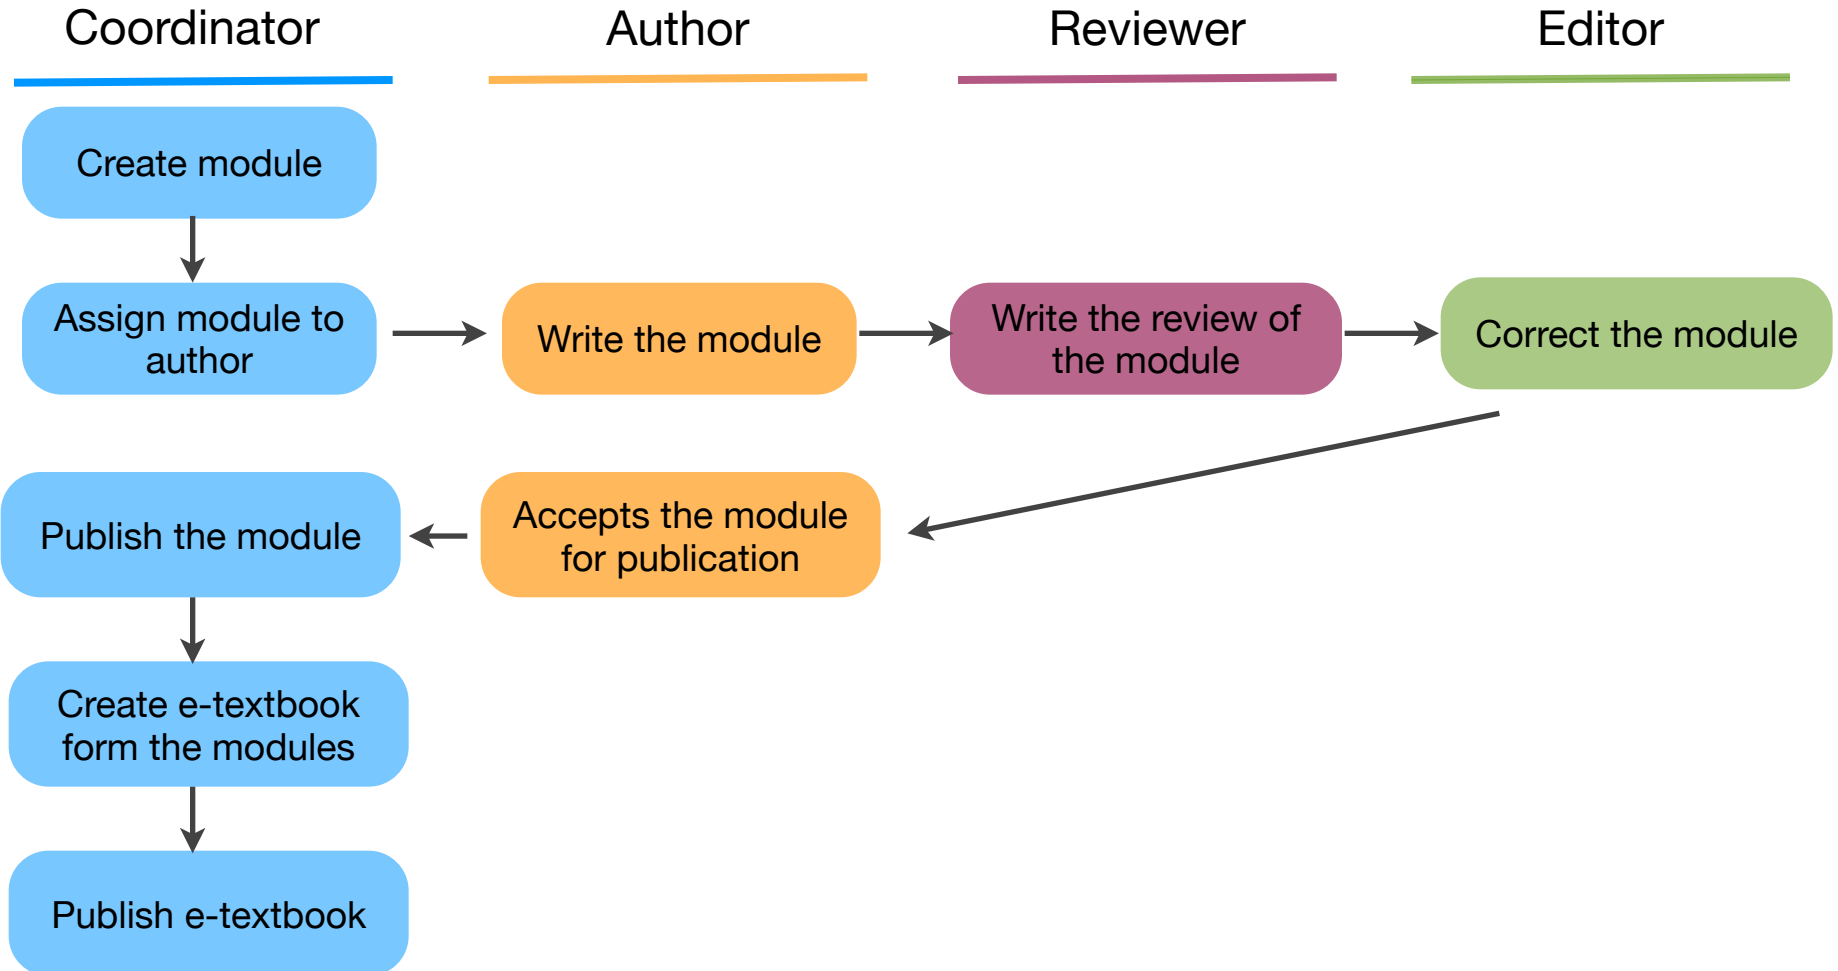 Coordinator
Author
Reviewer
Editor
Create module
Assign module to
author
Write the module
Write the review of
the module
Correct the module
Publish the module
Accepts the module
for publication
Create e-textbook
form the modules
Publish e-textbook